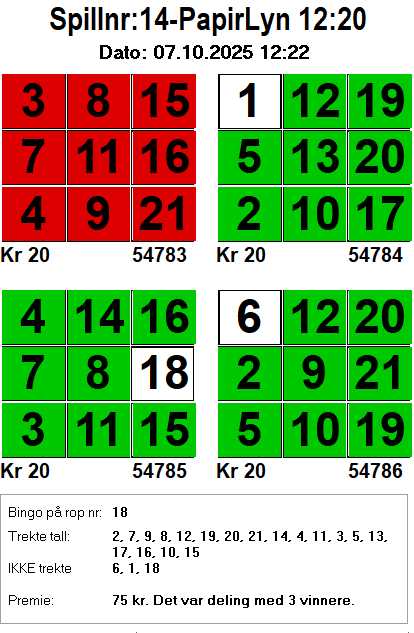 Spillnr:14-PapirLyn 12:20
Dato: 07.10.2025 12:22
3 8 15 1 12 19
7 11 16 5 13 20
4 9 21 2 10 17
Kr 20 54783 Kr 20 54784
4 14 16 6 12 20
7 8 18 2 9 21
3 11 15 5 10 19
Kr 20 54785 Kr 20 54786
Bingo på rop nr: 18
Trekte tall: 2, 7, 9, 8, 12, 19, 20, 21, 14, 4, 11, 3, 5, 13,
17, 16, 10, 15
IKKE trekte 6, 1, 18
Premie: 75 kr. Det var deling med 3 vinnere.